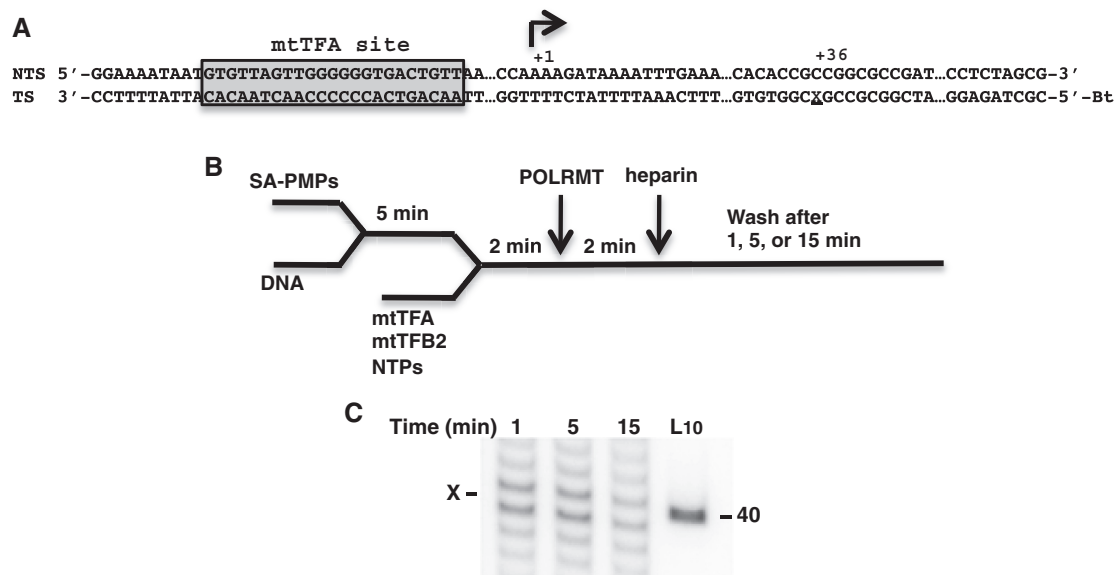 A
mtTFA site
+1
+36
NTS 5′-GGAAAATAATGTGTTAGTTGGGGGGTGACTGTTAA…CCAAAAGATAAAATTTGAAA…CACACCGCCGGCGCCGAT…CCTCTAGCG-3′
TS 3′-CCTTTTATTACACAATCAACCCCCCACTGACAATT…GGTTTTCTATTTTAAACTTT…GTGTGGCXGCCGCGGCTA…GGAGATCGC-5′-Bt
B
SA-PMPs
POLRMT
heparin
5 min
2 min
2 min
Wash after
1, 5, or 15 min
DNA
mtTFA
mtTFB2
NTPs
C
Time (min) 1 5 15 L10
X –
– 40